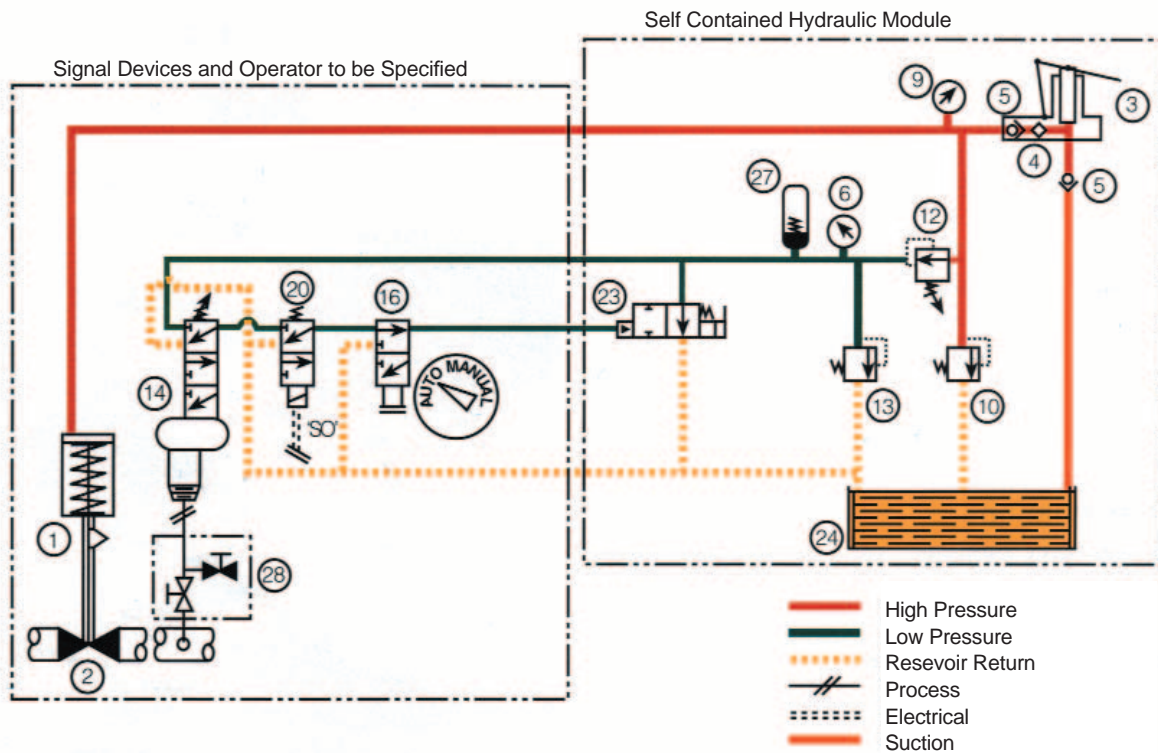 Self Contained Hydraulic Module
Signal Devices and Operator to be Specified
9
5
3
4
27
6
5
12
20
16
23
14
AUTO MANUAL
'SO'
13
10
1
24
28
2
High Pressure
Low Pressure
Resevoir Return
Process
Electrical
Suction